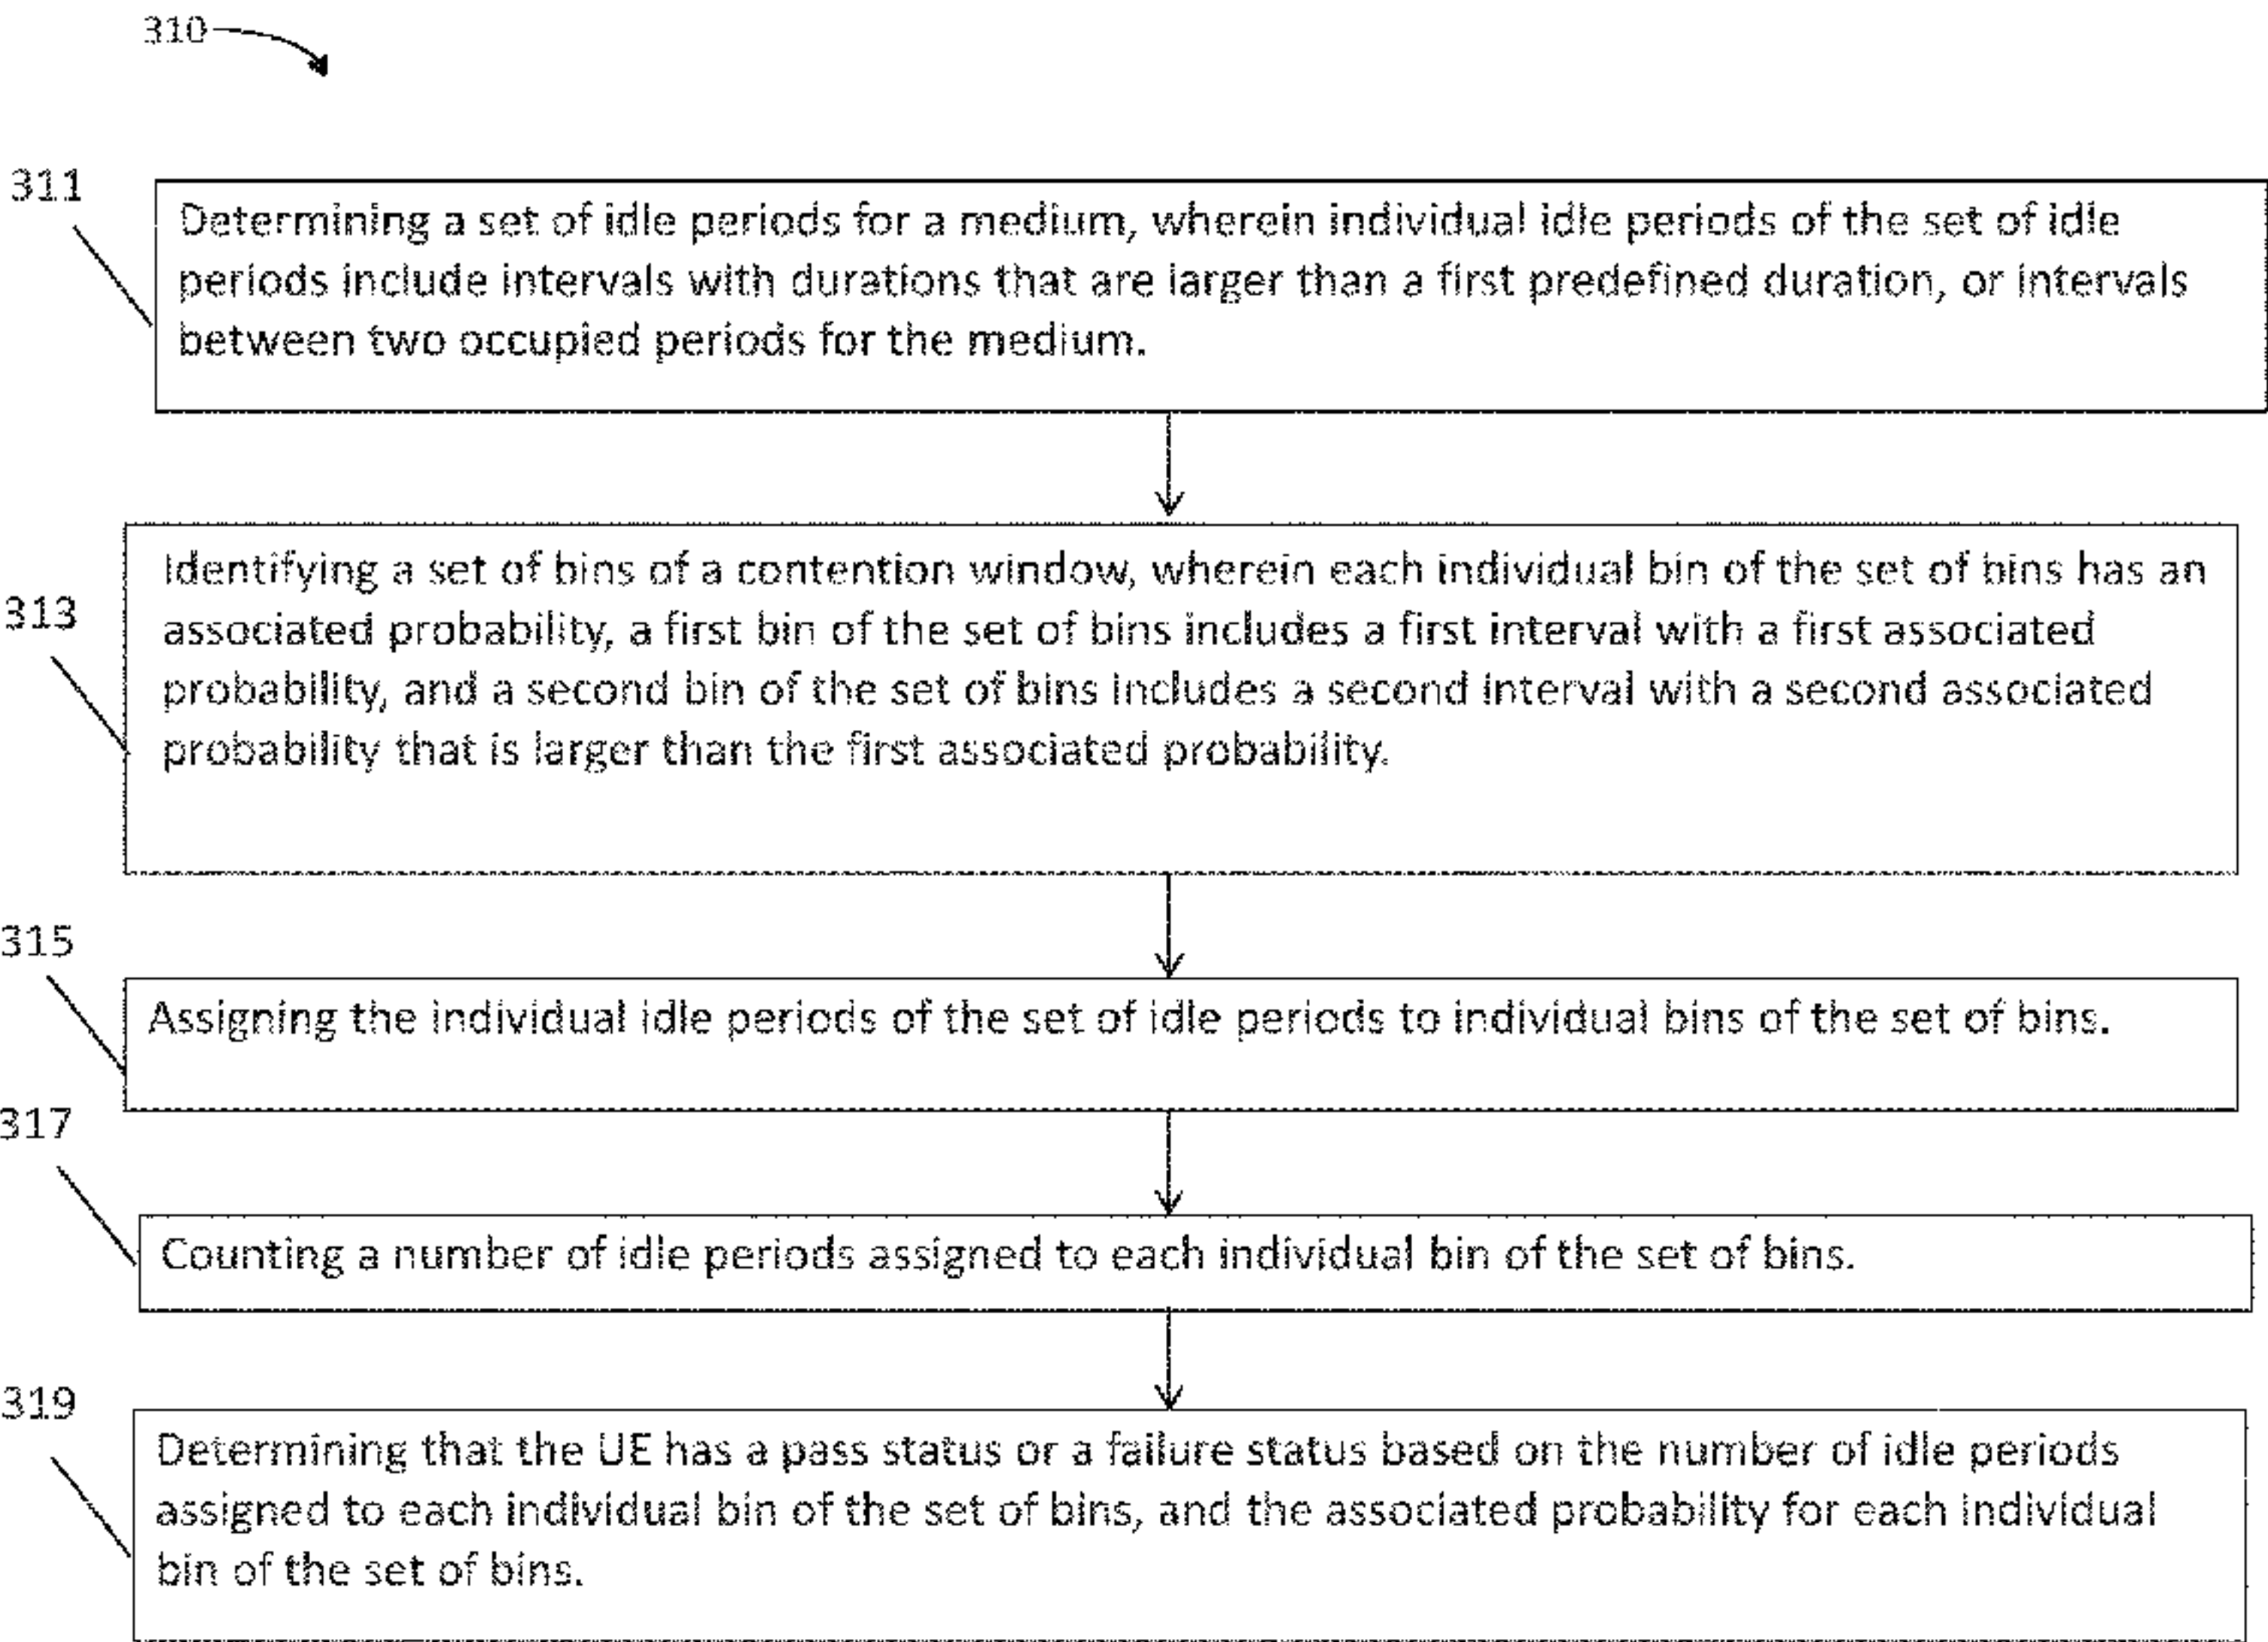 310
311
Determining a set of idle periods for a medium, wherein individual idle periods of the set of idle
periods include intervals with durations that are larger than a first predefined duration, or intervals
between two occupied periods for the medium.
313
Identifying a set of bins of a contention window, wherein each individual bin of the set of bins has an
associated probability, a first bin of the set of bins includes a first interval with a first associated
probability, and a second bin of the set of bins includes a second interval with a second associated
probability that is larger than the first associated probability.
315
Assigning the individual idle periods of the set of idle periods to individual bins of the set of bins.
317
Counting a number of idle periods assigned to each individual bin of the set of bins.
319
Determining that the UE has a pass status or a failure status based on the number of idle periods
assigned to each individual bin of the set of bins, and the associated probability for each individual
bin of the set of bins.